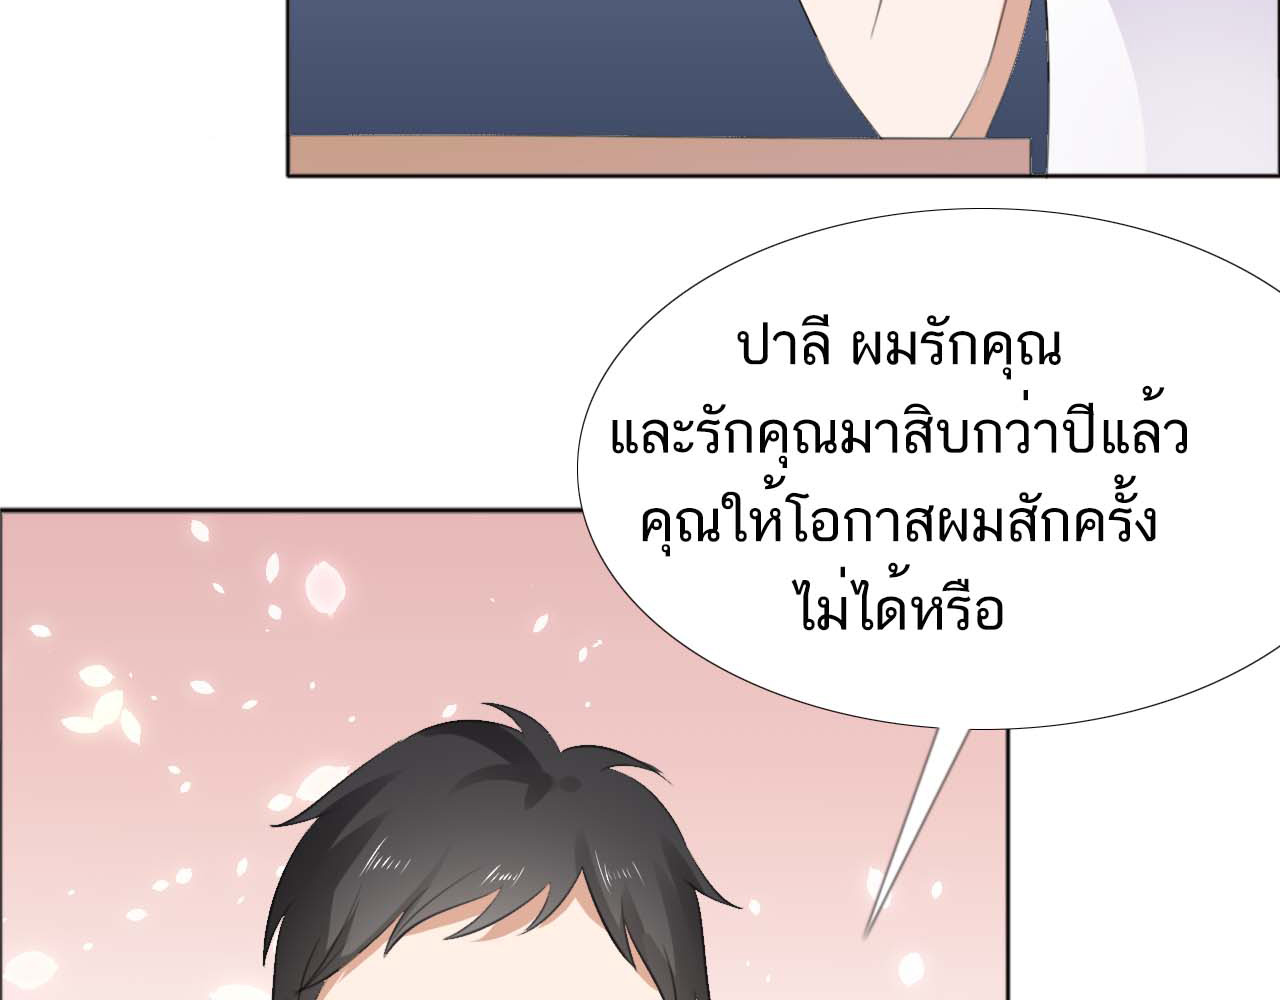 ปาลี ผมรักคุณ
และรักคุณมาสิบกว่าปีแล้ว
คุณให้โอกาสผมสักครั้ง
ไม่ได้หรือ